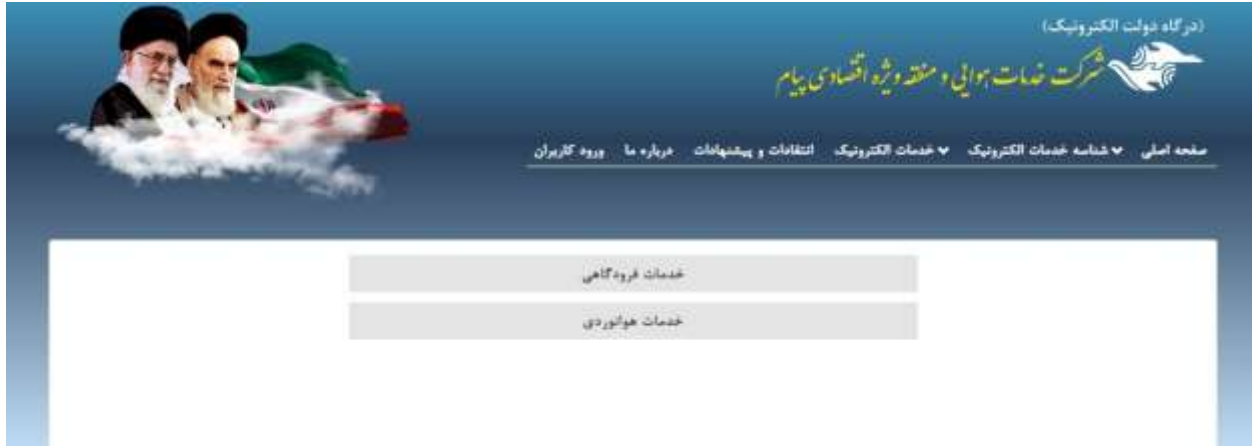 (درگاه دولت الکترونیک)
شرکت خدمات هوایی و منطقه ویژه اقتصادی پیام
صفحه اصلی شناسه خدمات الکترونیک خدمات الکترونیک انتقادات و پیشنهادات درباره ما ورود کاربران
خدمات فرودگاهی
خدمات هوانوردی